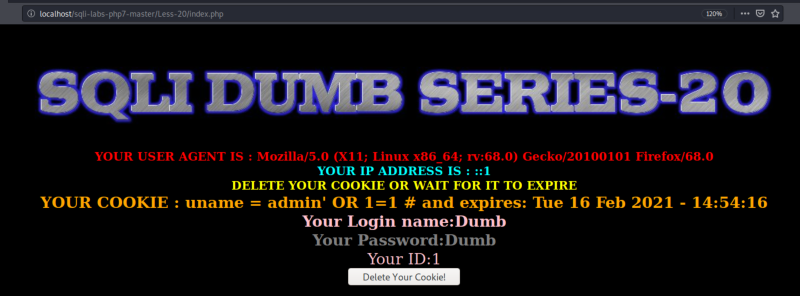 localhost/sqli-labs-php7-master/Less-20/index.php
120%
SQLI DUMB SERIES-20
YOUR USER AGENT IS : Mozilla/5.0 (X11; Linux x86_64; rv:68.0) Gecko/20100101 Firefox/68.0
YOUR IP ADDRESS IS : ::1
DELETE YOUR COOKIE OR WAIT FOR IT TO EXPIRE
YOUR COOKIE : uname = admin' OR 1=1 # and expires: Tue 16 Feb 2021 - 14:54:16
Your Login name:Dumb
Your Password:Dumb
Your ID:1
Delete Your Cookie!